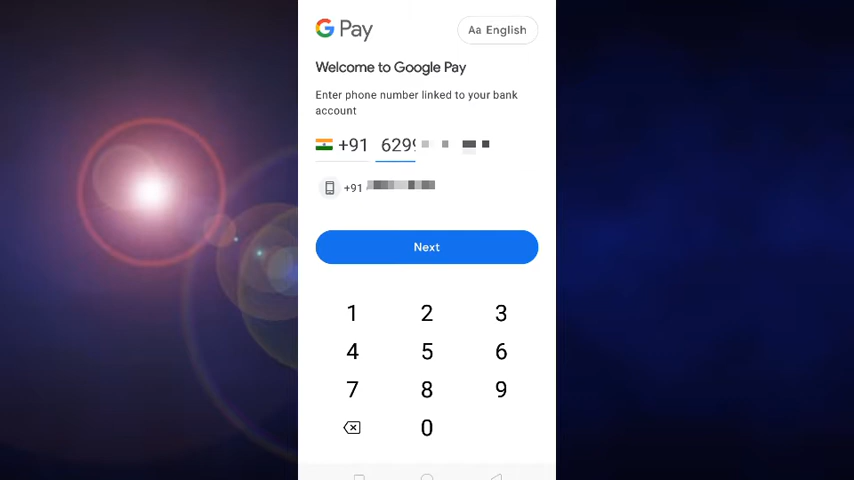 G Pay
Aa English
Welcome to Google Pay
Enter phone number linked to your bank
account
+91 629
+91
Next
1 2 3
4 5 6
7 8 9
0